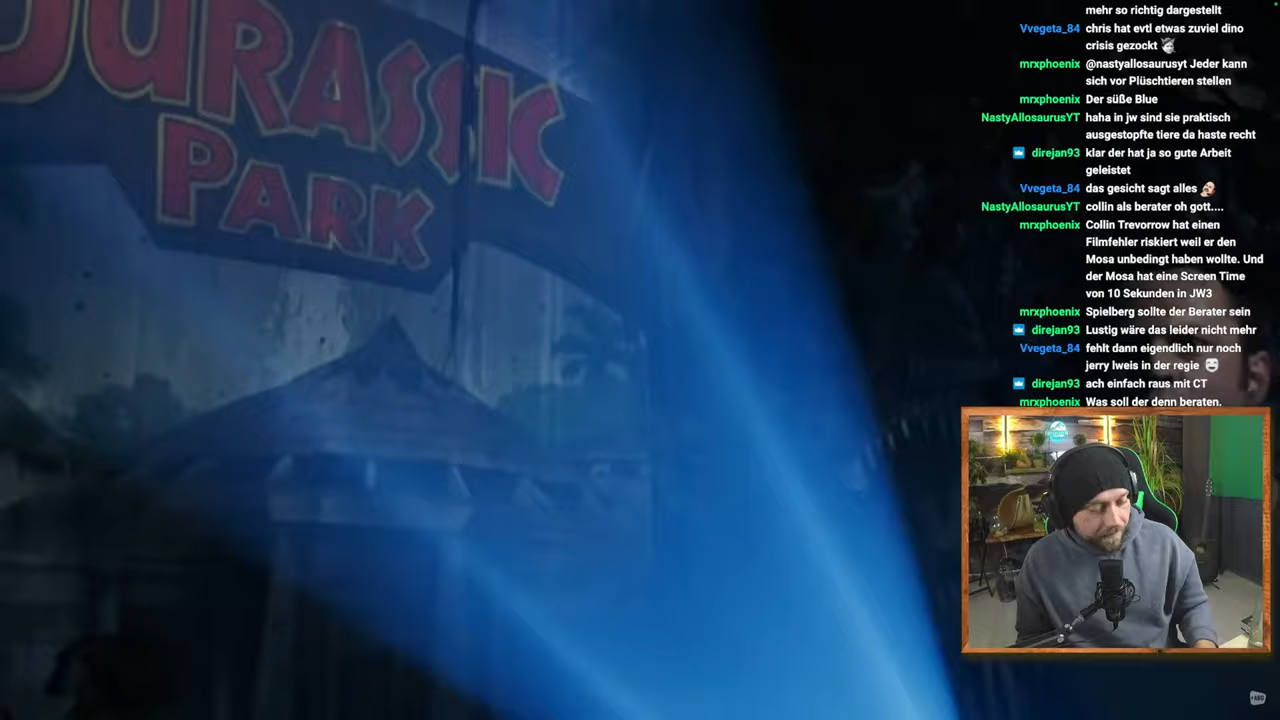 JURASSIC
PARK
mehr so richtig dargestellt
Vvegeta_84 chris hat evtl etwas zuviel dino
crisis gezockt
mrxphoenix @nastyallosaurusyt Jeder kann
sich vor Plüschtieren stellen
mrxphoenix Der süße Blue
NastyAllosaurusYT haha in jw sind sie praktisch
ausgestopfte tiere da haste recht
direjan93 klar der hat ja so gute Arbeit
geleistet
Vvegeta_84 das gesicht sagt alles
NastyAllosaurusYT collin als berater oh gott....
mrxphoenix Collin Trevorrow hat einen
Filmfehler riskiert weil er den
Mosa unbedingt haben wollte. Und
der Mosa hat eine Screen Time
von 10 Sekunden in JW3
mrxphoenix Spielberg sollte der Berater sein
direjan93 Lustig wäre das leider nicht mehr
Vvegeta_84 fehlt dann eigendlich nur noch
jerry lweis in der regie
direjan93 ach einfach raus mit CT
mrxphoenix Was soll der denn beraten.